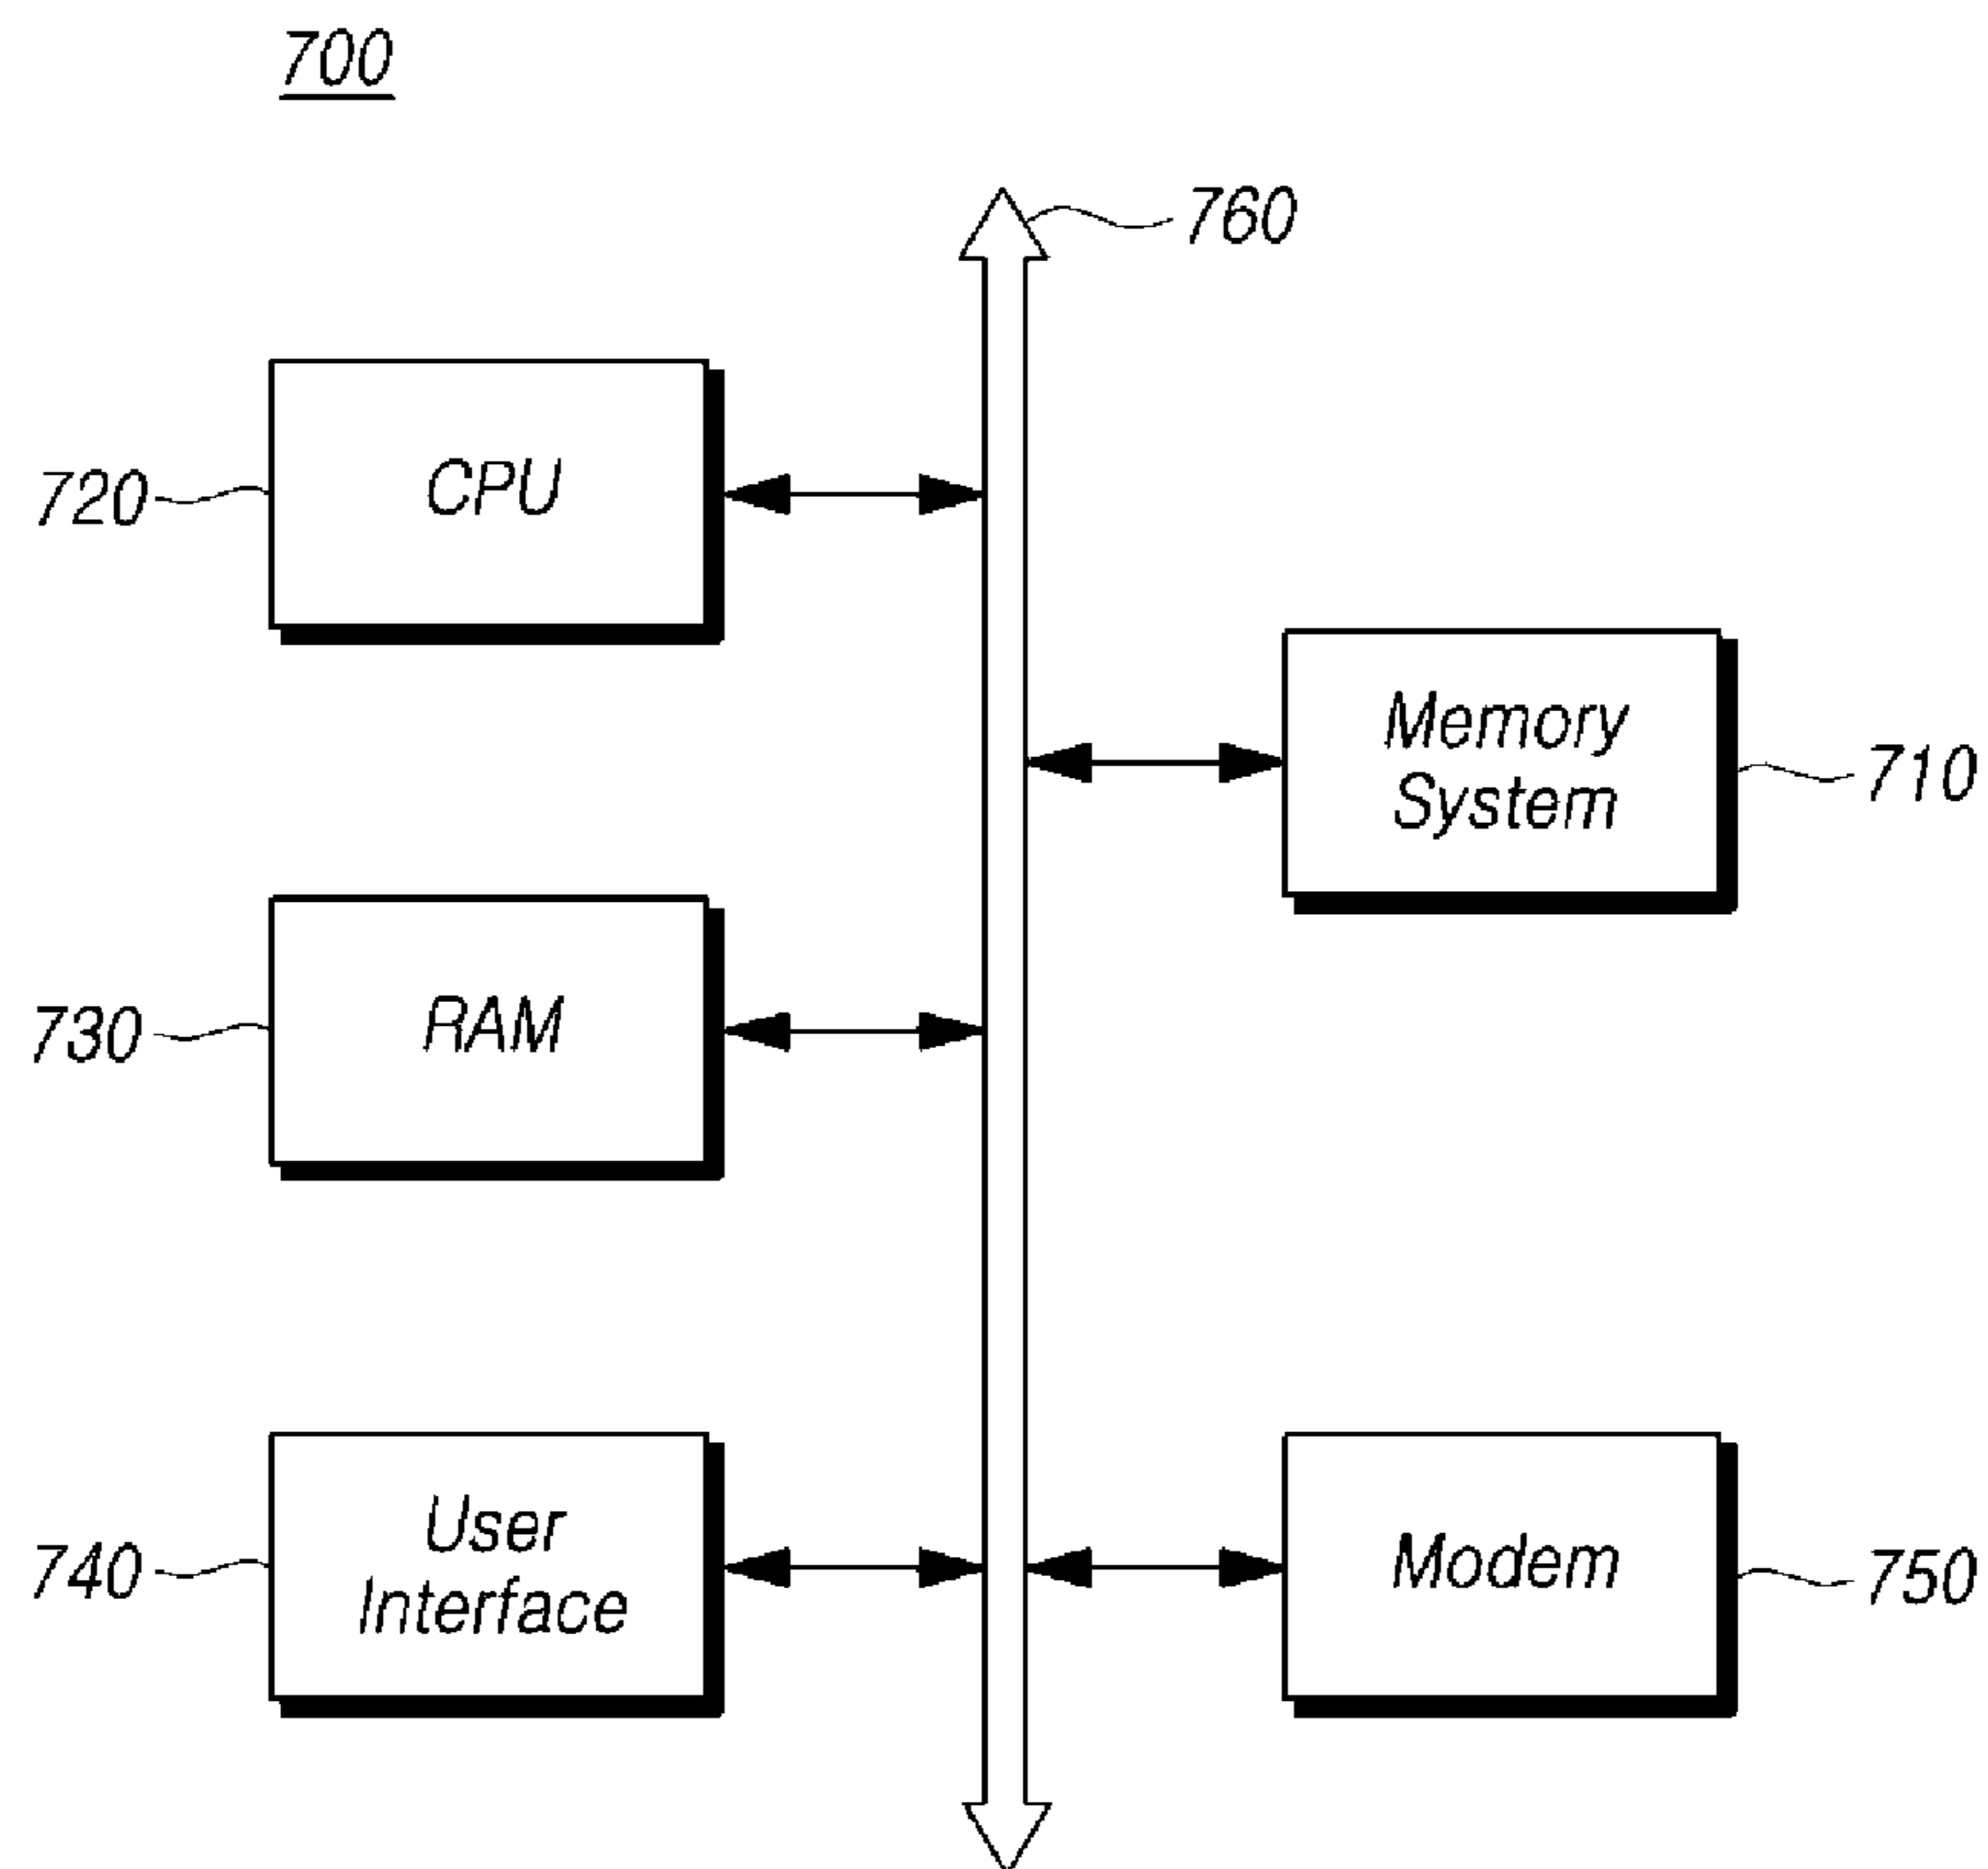 700
760
CPU
720
Memory
System
710
RAM
730
User
Interface
740
Modem
750